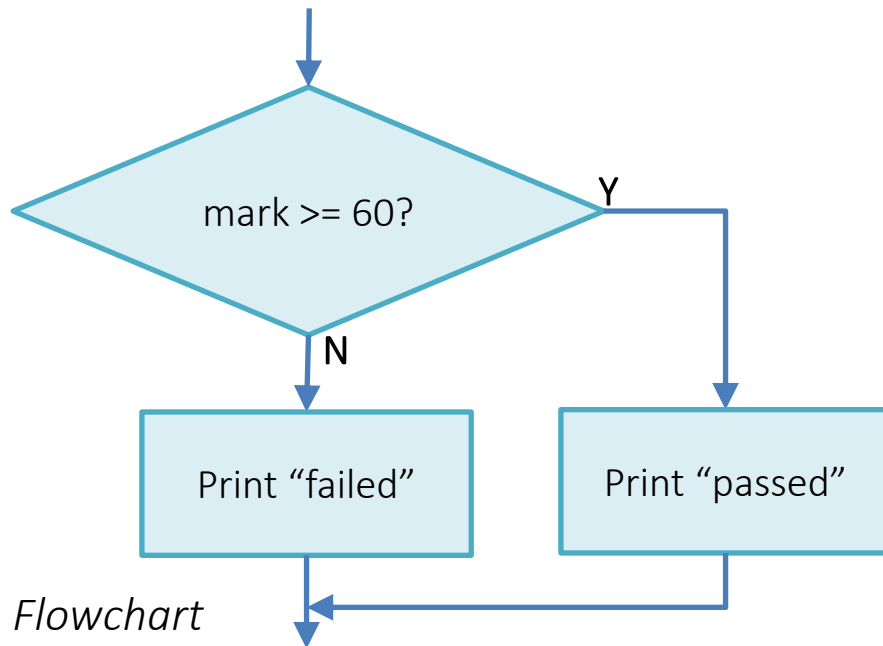 mark >= 60?
Y
N
Print “failed”
Print “passed”
Flowchart